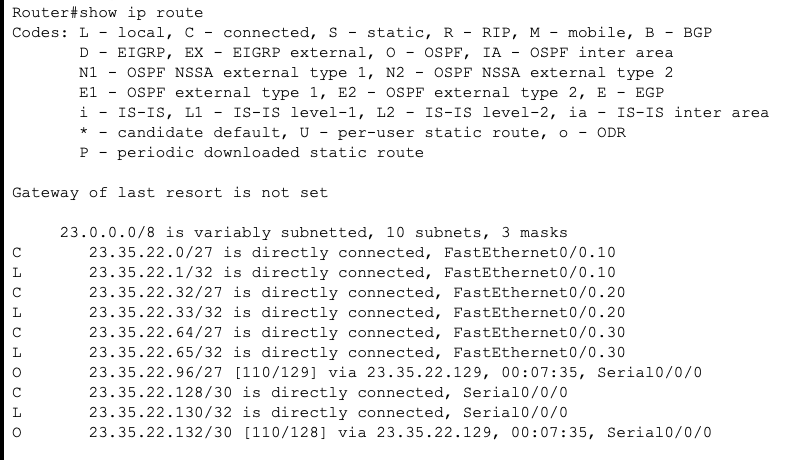 Router#show ip route
Codes: L - local, C - connected, S - static, R - RIP, M - mobile, B - BGP
D - EIGRP, EX - EIGRP external, O - OSPF, IA - OSPF inter area
N1 - OSPF NSSA external type 1, N2 - OSPF NSSA external type 2
E1 - OSPF external type 1, E2 - OSPF external type 2, E - EGP
i - IS-IS, L1 - IS-IS level-1, L2 - IS-IS level-2, ia - IS-IS inter area
* - candidate default, U - per-user static route, o - ODR
P - periodic downloaded static route
Gateway of last resort is not set
23.0.0.0/8 is variably subnetted, 10 subnets, 3 masks
C 23.35.22.0/27 is directly connected, FastEthernet0/0.10
L 23.35.22.1/32 is directly connected, FastEthernet0/0.10
C 23.35.22.32/27 is directly connected, FastEthernet0/0.20
L 23.35.22.33/32 is directly connected, FastEthernet0/0.20
C 23.35.22.64/27 is directly connected, FastEthernet0/0.30
L 23.35.22.65/32 is directly connected, FastEthernet0/0.30
O 23.35.22.96/27 [110/129] via 23.35.22.129, 00:07:35, Serial0/0/0
C 23.35.22.128/30 is directly connected, Serial0/0/0
L 23.35.22.130/32 is directly connected, Serial0/0/0
O 23.35.22.132/30 [110/128] via 23.35.22.129, 00:07:35, Serial0/0/0